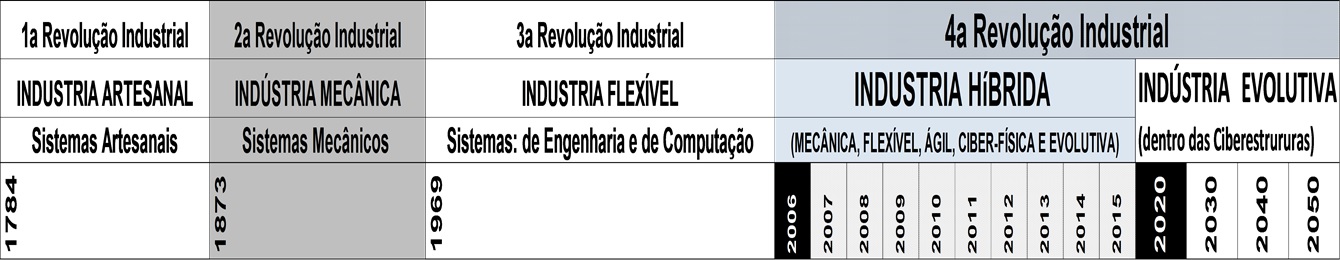 1a Revolução Industrial
2a Revolução Industrial
3a Revolução Industrial
4a Revolução Industrial
INDUSTRIA ARTESANAL
INDÚSTRIA MECÂNICA
INDUSTRIA FLEXÍVEL
INDUSTRIA HíBRIDA
INDÚSTRIA EVOLUTIVA
Sistemas Artesanais
Sistemas Mecânicos
Sistemas: de Engenharia e de Computação
(MECÂNICA, FLEXÍVEL, ÁGIL, CIBER-FÍSICA E EVOLUTIVA)
(dentro das Ciberestrururas)
1784
1873
1969
2006
2007
2008
2009
2010
2011
2012
2013
2014
2015
2020
2030
2040
2050